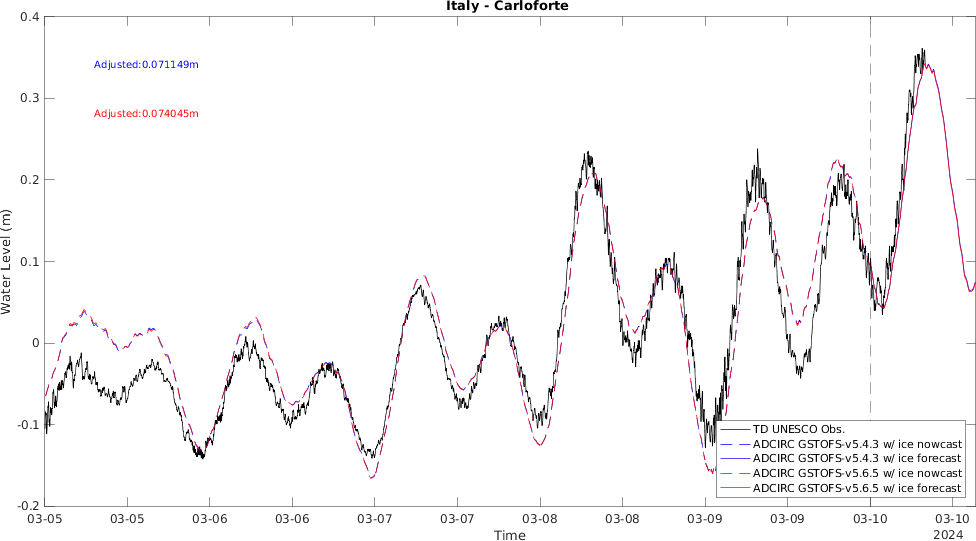 Italy - Carloforte
Adjusted:0.071149m
Adjusted:0.074045m
Water Level (m)
0.4
0.3
0.2
0.1
0
-0.1
-0.2
TD UNESCO Obs.
ADCIRC GSTOFS-v5.4.3 w/ ice nowcast
ADCIRC GSTOFS-v5.4.3 w/ ice forecast
ADCIRC GSTOFS-v5.6.5 w/ ice nowcast
ADCIRC GSTOFS-v5.6.5 w/ ice forecast
03-05 03-05 03-06 03-06 03-07 03-07 03-08 03-08 03-09 03-09 03-10 03-10
2024
Time